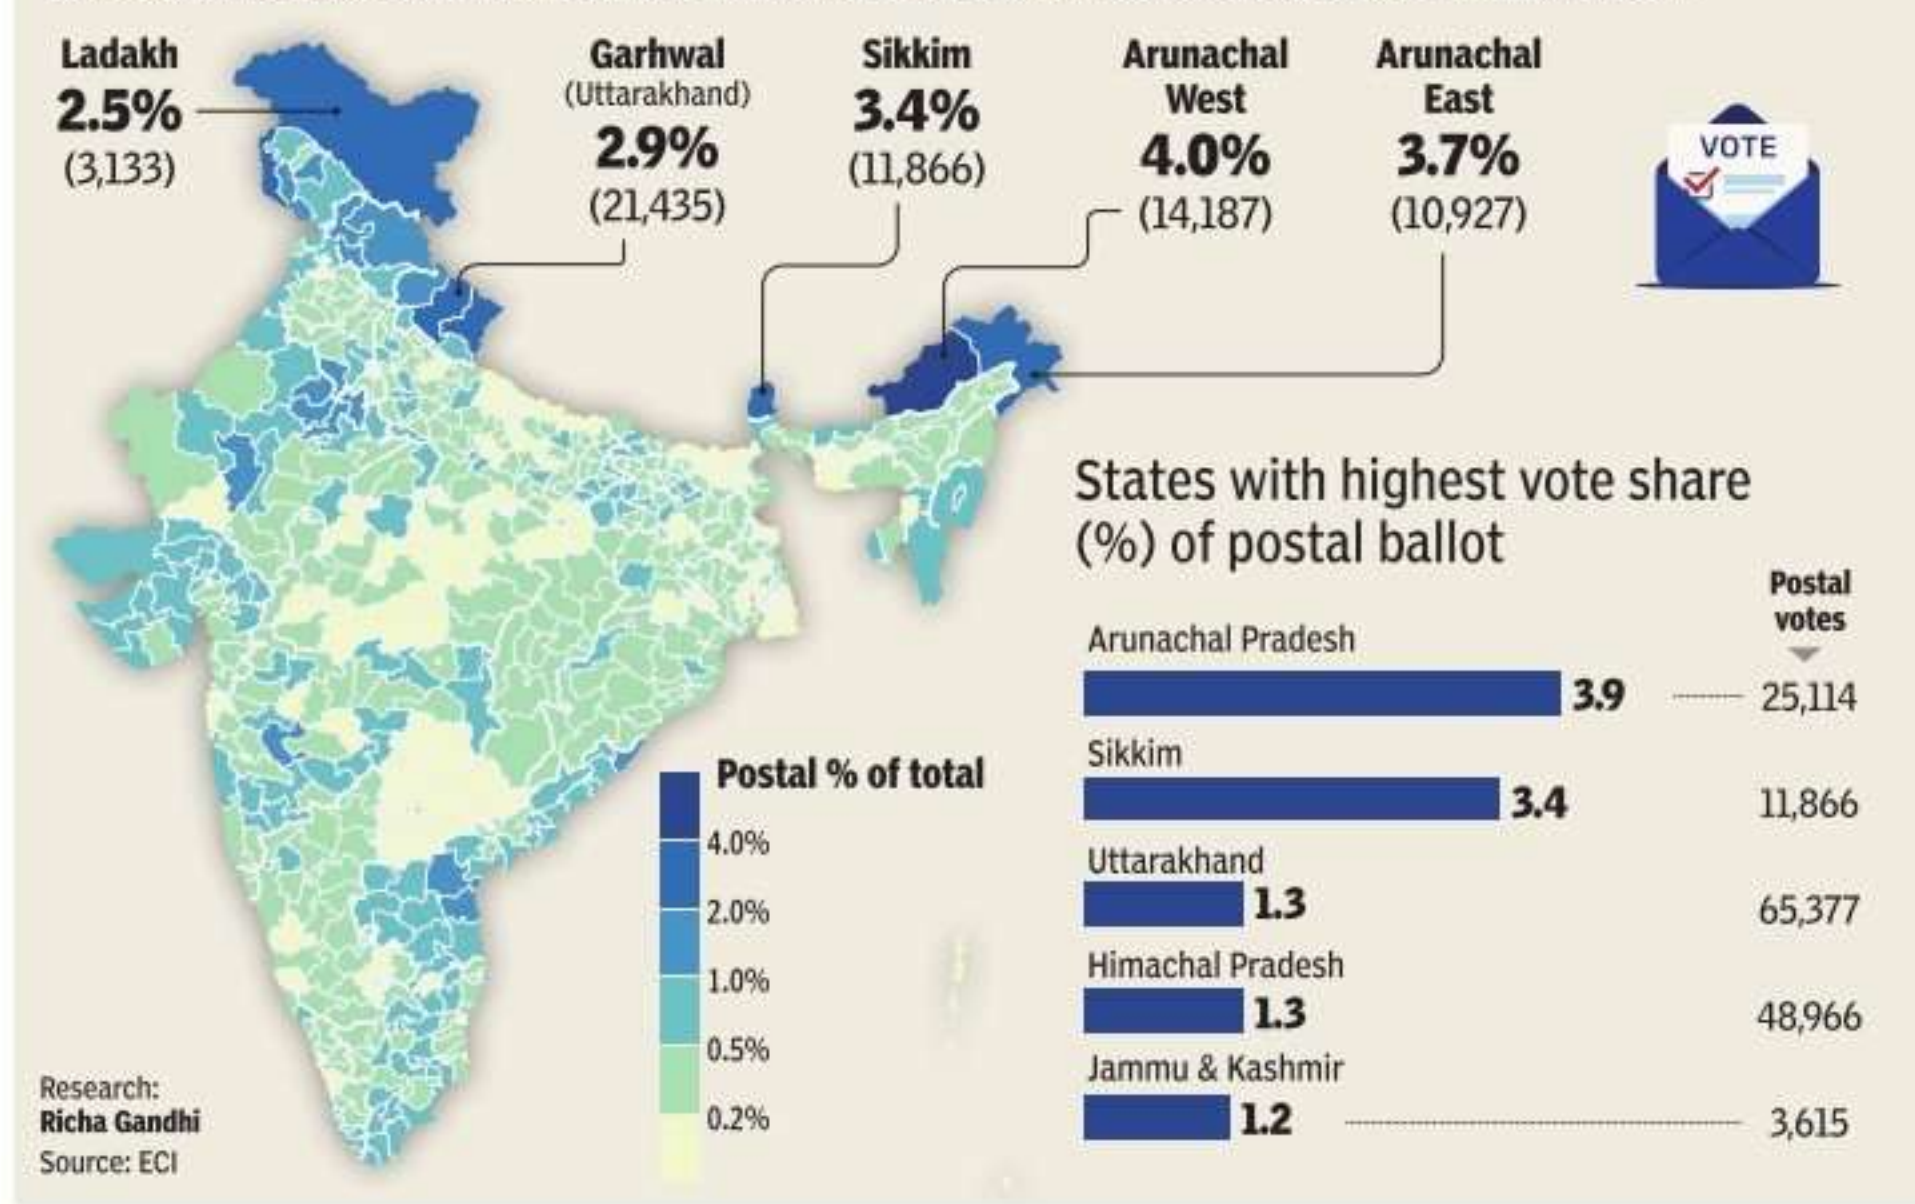 Ladakh
2.5%
(3,133)
Garhwal
(Uttarakhand)
2.9%
(21,435)
Sikkim
3.4%
(11,866)
Arunachal
West
4.0%
(14,187)
Arunachal
East
3.7%
(10,927)
VOTE
States with highest vote share
(%) of postal ballot
Postal
votes
Arunachal Pradesh
3.9 25,114
Sikkim
3.4 11,866
Uttarakhand
1.3 65,377
Himachal Pradesh
1.3 48,966
Jammu & Kashmir
1.2 3,615
Postal % of total
4.0%
2.0%
1.0%
0.5%
0.2%
Research:
Richa Gandhi
Source: ECI